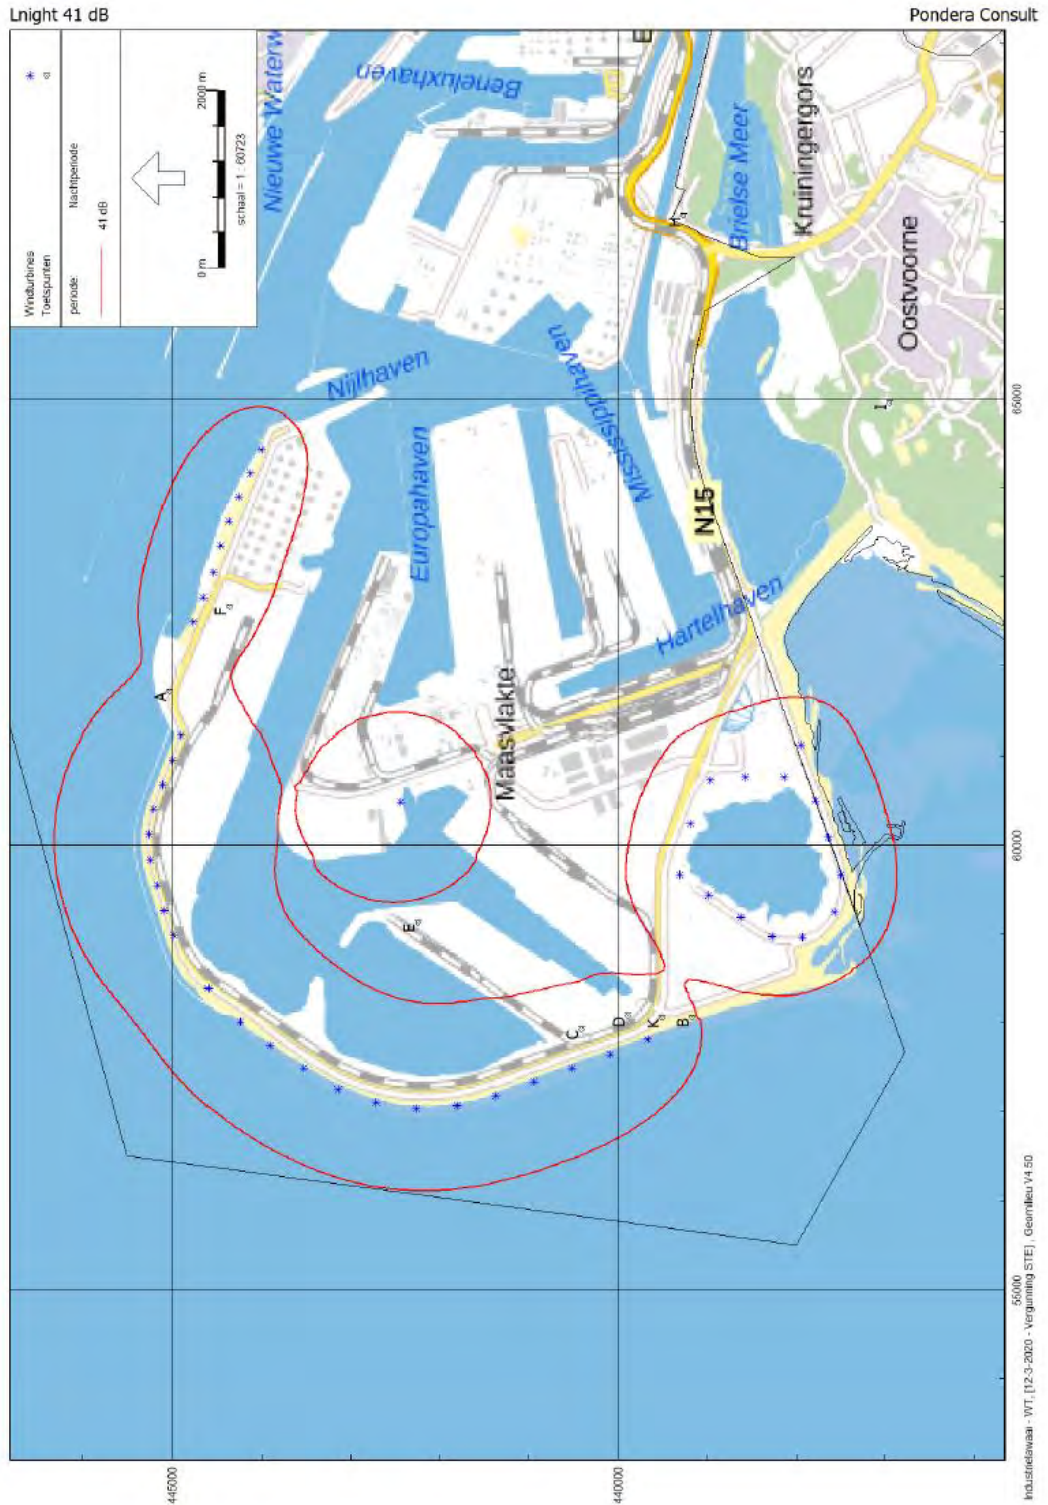 Lnight 41 dB
Pondera Consult
Windturbines
Toetspunten
periode: Nachtperiode
41 dB
0 m 2000 m
schaal = 1 : 60723
Nieuwe Waterw
Beneluxhaven
Nijlhaven
Europahaven
Mississippihaven
Brielse Meer
Kruiningergors
Oostvoorne
N15
Hartelhaven
Maasvlakte
A
F
E
C
D
K
B
J
H
I
65000
60000
55000
445000
440000
Industrielawaai - WT, [12-3-2020 - Vergunning STE] , Geomilieu V4.50